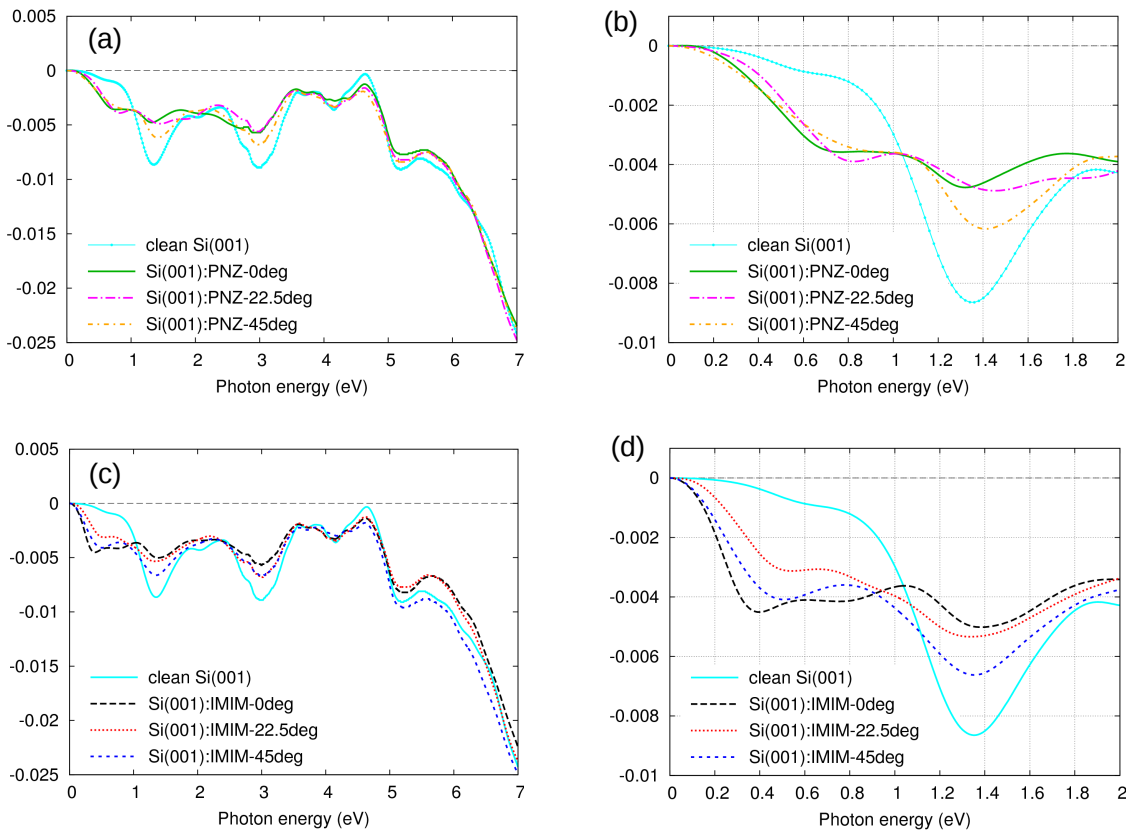 (a)
0.005
0
-0.005
-0.01
-0.015
-0.02
-0.025
clean Si(001)
Si(001):PNZ-0deg
Si(001):PNZ-22.5deg
Si(001):PNZ-45deg
0 1 2 3 4 5 6 7
Photon energy (eV)
(b)
0
-0.002
-0.004
-0.006
-0.008
-0.01
clean Si(001)
Si(001):PNZ-0deg
Si(001):PNZ-22.5deg
Si(001):PNZ-45deg
0 0.2 0.4 0.6 0.8 1 1.2 1.4 1.6 1.8 2
Photon energy (eV)
(c)
0.005
0
-0.005
-0.01
-0.015
-0.02
-0.025
clean Si(001)
Si(001):IMIM-0deg
Si(001):IMIM-22.5deg
Si(001):IMIM-45deg
0 1 2 3 4 5 6 7
Photon energy (eV)
(d)
0
-0.002
-0.004
-0.006
-0.008
-0.01
clean Si(001)
Si(001):IMIM-0deg
Si(001):IMIM-22.5deg
Si(001):IMIM-45deg
0 0.2 0.4 0.6 0.8 1 1.2 1.4 1.6 1.8 2
Photon energy (eV)